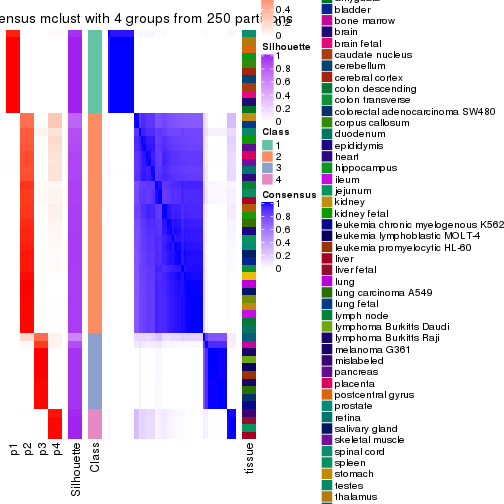 ensus mclust with 4 groups from 250 partitions
p1
p2
p3
p4
Silhouette
Class
tissue
0.4
0.2
0
Silhouette
1
0.8
0.6
0.4
0.2
0
Class
1
2
3
4
Consensus
1
0.8
0.6
0.4
0.2
0
bladder
bone marrow
brain
brain fetal
caudate nucleus
cerebellum
cerebral cortex
colon descending
colon transverse
colorectal adenocarcinoma SW480
corpus callosum
duodenum
epididymis
heart
hippocampus
ileum
jejunum
kidney
kidney fetal
leukemia chronic myelogenous K562
leukemia lymphoblastic MOLT-4
leukemia promyelocytic HL-60
liver
liver fetal
lung
lung carcinoma A549
lung fetal
lymph node
lymphoma Burkitts Daudi
lymphoma Burkitts Raji
melanoma G361
mislabeled
pancreas
placenta
postcentral gyrus
prostate
retina
salivary gland
skeletal muscle
spinal cord
spleen
stomach
testes
thalamus